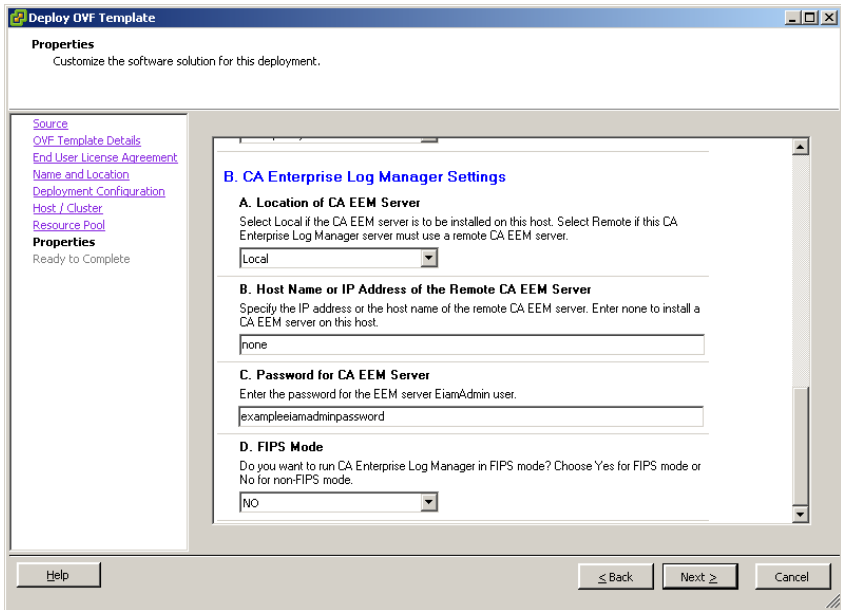 Deploy OVF Template
Properties
Customize the software solution for this deployment.
Source
OVF Template Details
End User License Agreement
Name and Location
Deployment Configuration
Host / Cluster
Resource Pool
Properties
Ready to Complete
B. CA Enterprise Log Manager Settings
A. Location of CA EEM Server
Select Local if the CA EEM server is to be installed on this host. Select Remote if this CA
Enterprise Log Manager server must use a remote CA EEM server.
Local
B. Host Name or IP Address of the Remote CA EEM Server
Specify the IP address or the host name of the remote CA EEM server. Enter none to install a
CA EEM server on this host.
none
C. Password for CA EEM Server
Enter the password for the EEM server EiamAdmin user.
exampleeiamadminpassword
D. FIPS Mode
Do you want to run CA Enterprise Log Manager in FIPS mode? Choose Yes for FIPS mode or
No for non-FIPS mode.
NO
Help
< Back
Next >
Cancel